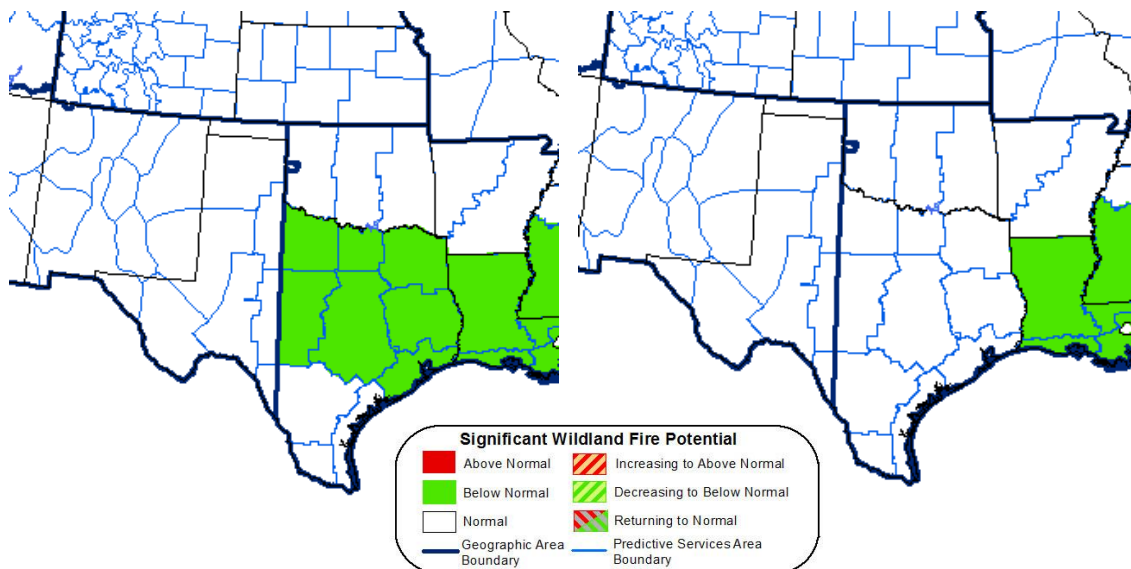 Significant Wildland Fire Potential
Above Normal
Increasing to Above Normal
Below Normal
Decreasing to Below Normal
Normal
Returning to Normal
Geographic Area
Boundary
Predictive Services Area
Boundary